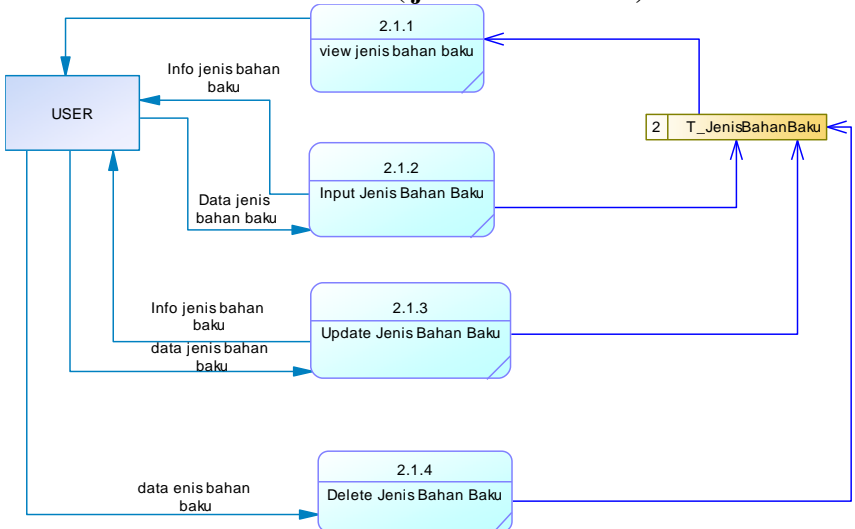 2.1.1
view jenis bahan baku
Info jenis bahan
baku
USER
2 T_JenisBahanBaku
2.1.2
Input Jenis Bahan Baku
Data jenis
bahan baku
2.1.3
Info jenis bahan
baku
Update Jenis Bahan Baku
data jenis bahan
baku
2.1.4
data enis bahan
baku
Delete Jenis Bahan Baku